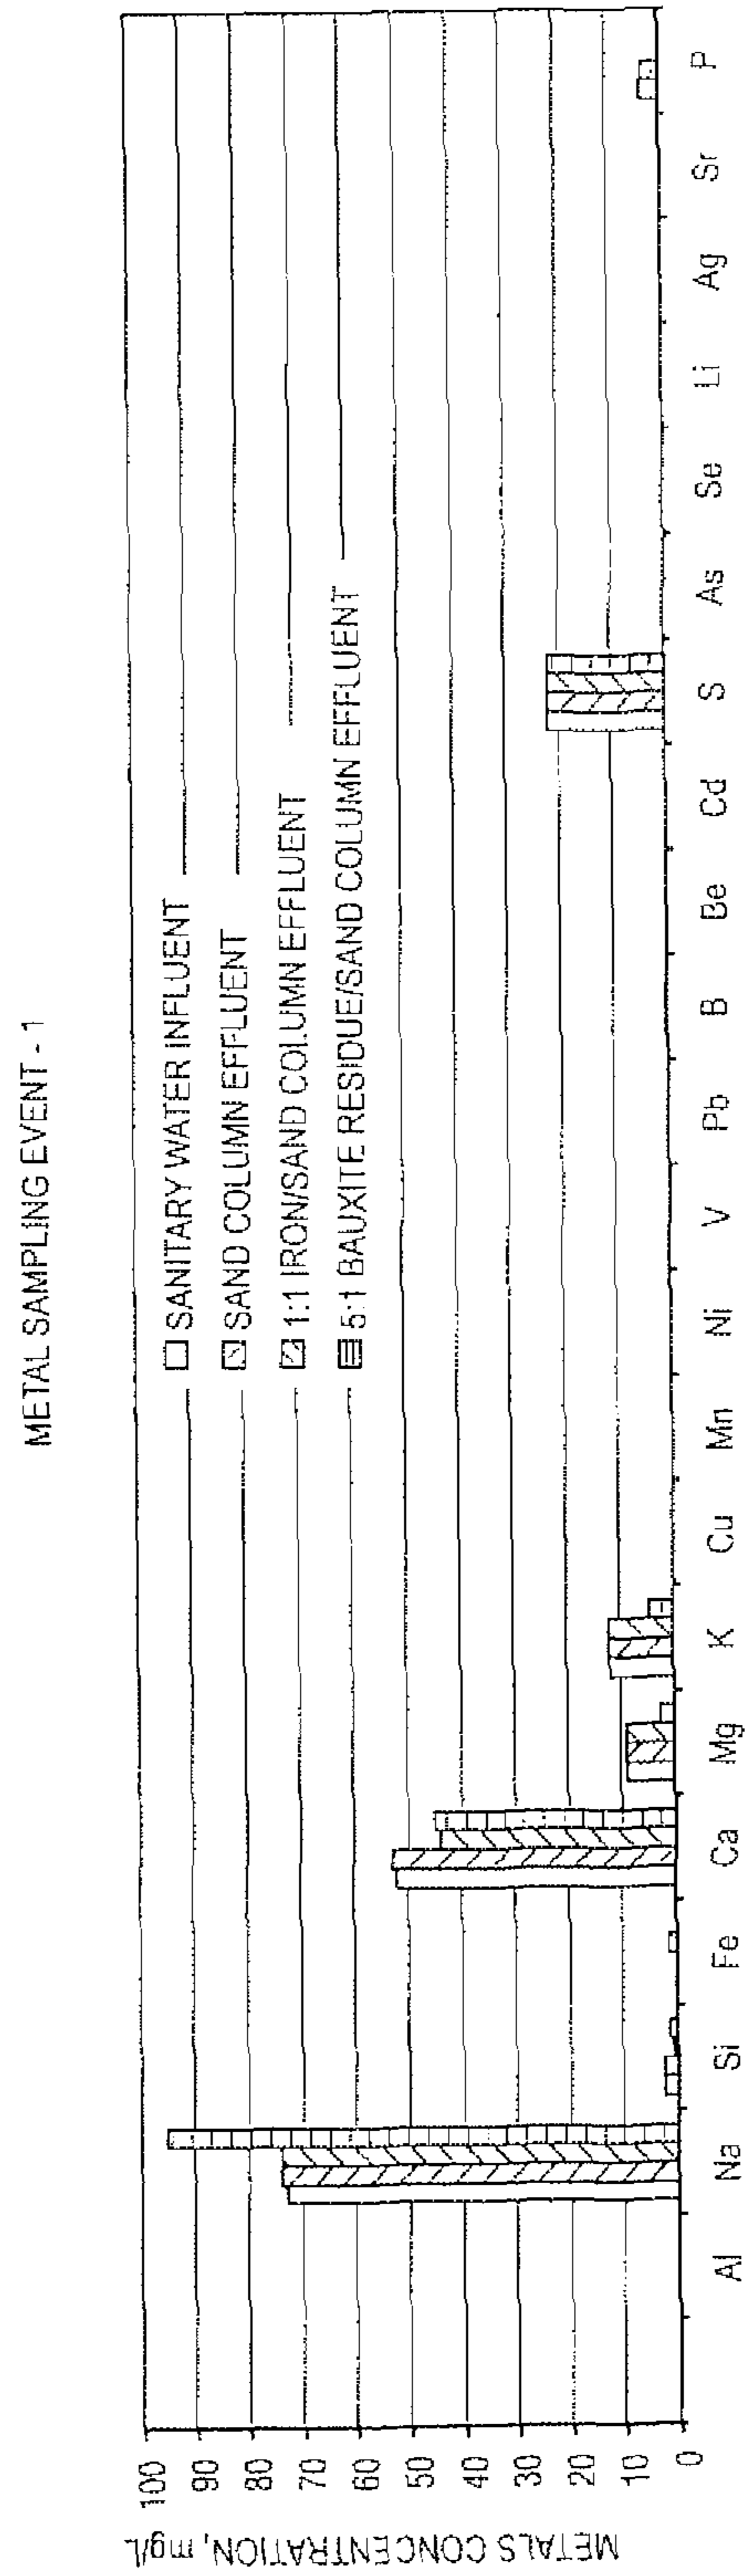 METAL SAMPLING EVENT - 1
METALS CONCENTRATION, mg/L
100
90
80
70
60
50
40
30
20
10
0
SANITARY WATER INFLUENT
SAND COLUMN EFFLUENT
1:1 IRON/SAND COLUMN EFFLUENT
5:1 BAUXITE RESIDUE/SAND COLUMN EFFLUENT
Al Na Si Fe Ca Mg K Cu Mn Ni V Pb B Be Cd S As Se Li Ag Sr P